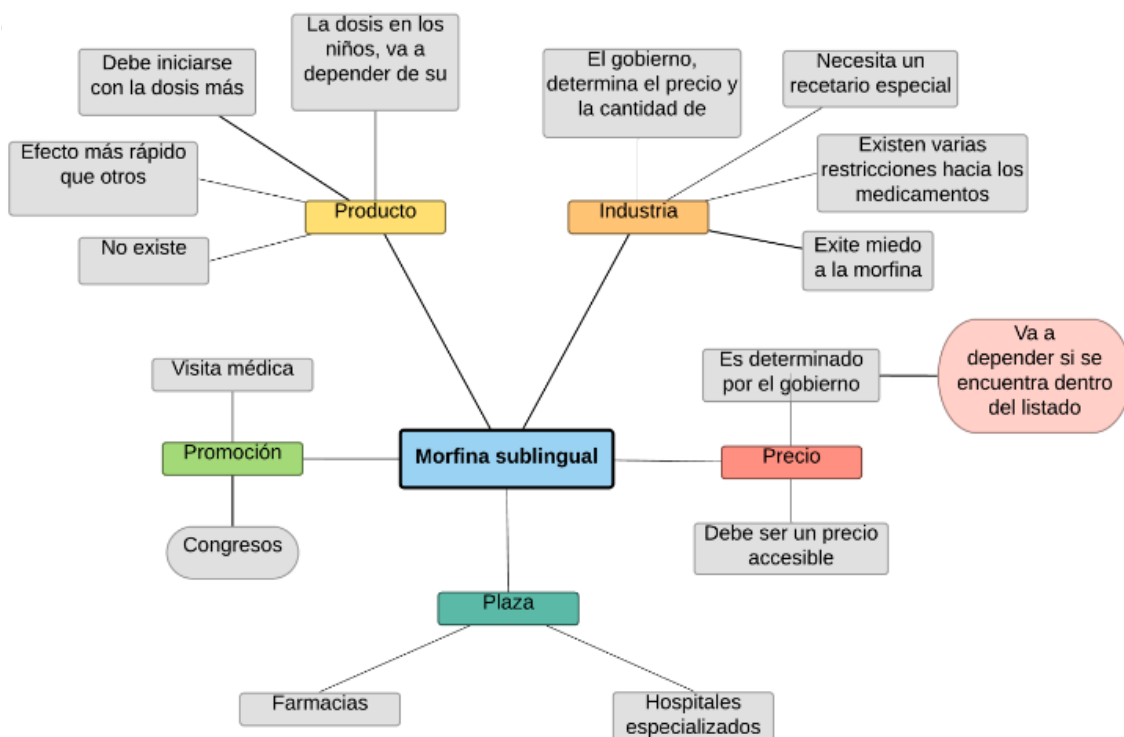 La dosis en los
niños, va a
depender de su
Debe iniciarse
con la dosis más
Efecto más rápido
que otros
No existe
Producto
El gobierno,
determina el precio y
la cantidad de
Necesita un
recetario especial
Existen varias
restricciones hacia los
medicamentos
Exite miedo
a la morfina
Industria
Visita médica
Promoción
Congresos
Morfina sublingual
Es determinado
por el gobierno
Va a
depender si se
encuentra dentro
del listado
Precio
Debe ser un precio
accesible
Plaza
Farmacias
Hospitales
especializados